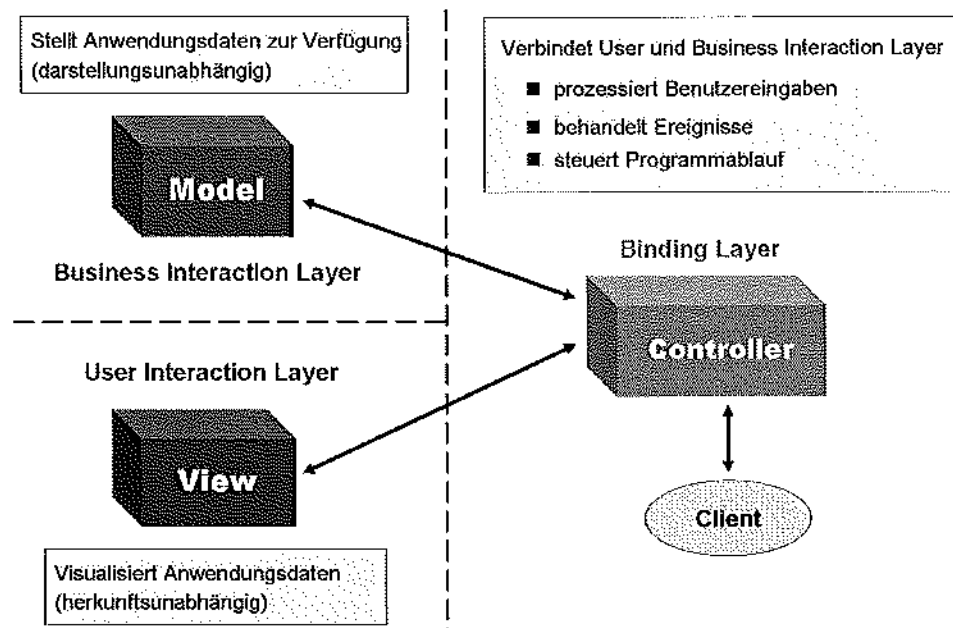 Stellt Anwendungsdaten zur Verfügung
(darstellungsunabhängig)
Model
Business Interaction Layer
User Interaction Layer
View
Visualisiert Anwendungsdaten
(herkunftsunabhängig)
Verbindet User und Business Interaction Layer
■ prozessiert Benutzereingaben
■ behandelt Ereignisse
■ steuert Programmablauf
Binding Layer
Controller
Client